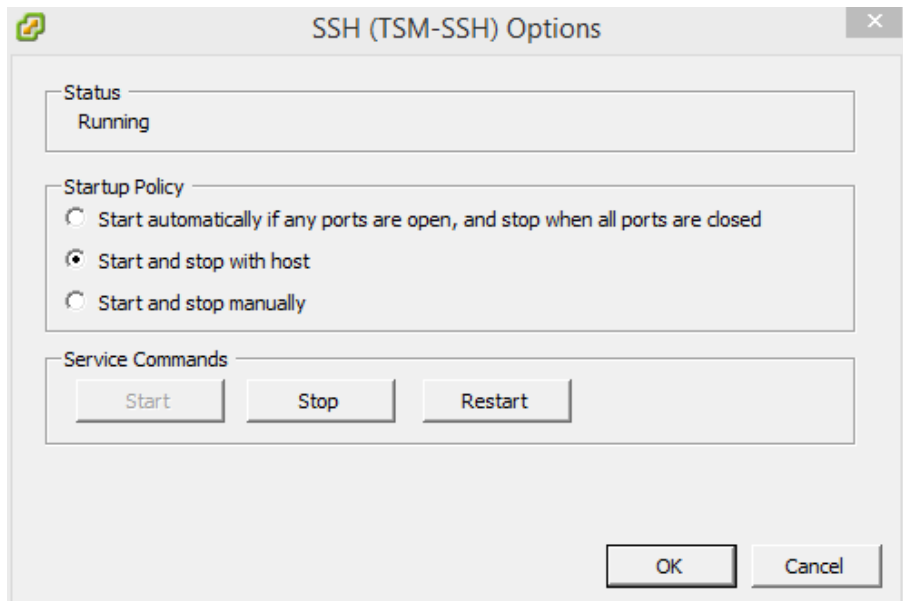 SSH (TSM-SSH) Options
Status
Running
Startup Policy
Start automatically if any ports are open, and stop when all ports are closed
Start and stop with host
Start and stop manually
Service Commands
Start Stop Restart
OK Cancel